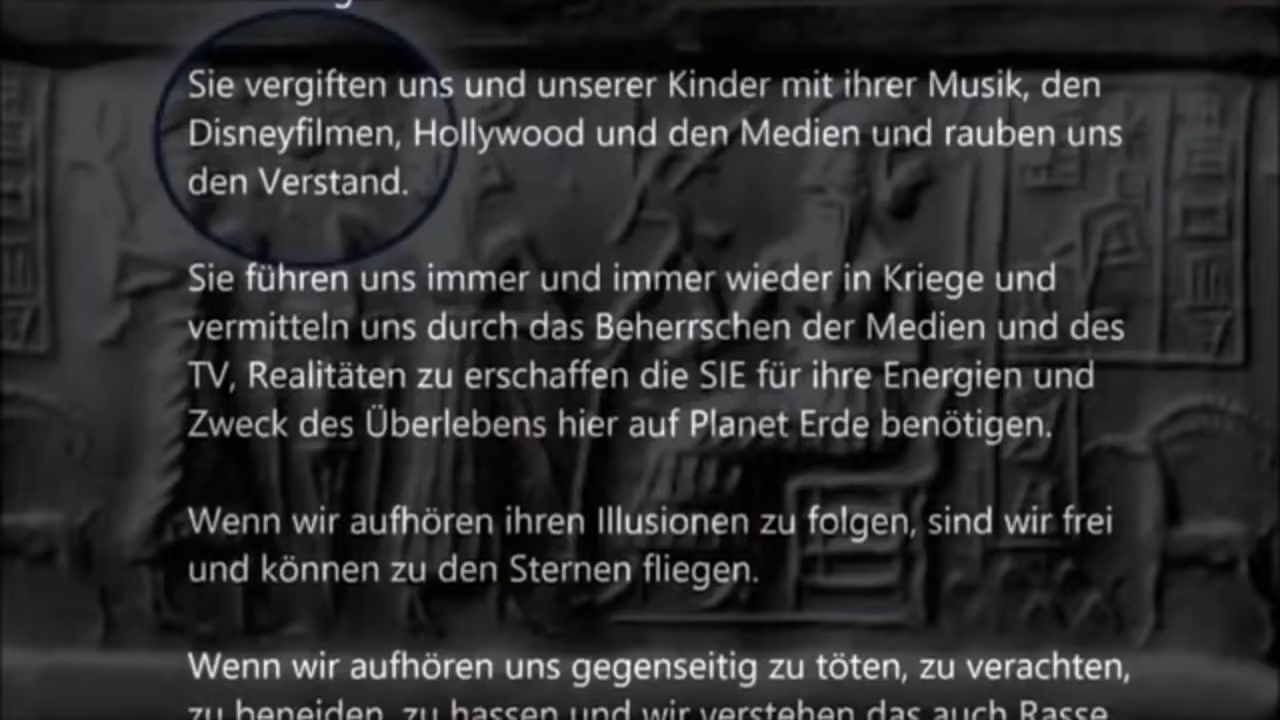 Sie vergiften uns und unserer Kinder mit ihrer Musik, den
Disneyfilmen, Hollywood und den Medien und rauben uns
den Verstand.
Sie führen uns immer und immer wieder in Kriege und
vermitteln uns durch das Beherrschen der Medien und des
TV, Realitäten zu erschaffen die SIE für ihre Energien und
Zweck des Überlebens hier auf Planet Erde benötigen.
Wenn wir aufhören ihren Illusionen zu folgen, sind wir frei
und können zu den Sternen fliegen.
Wenn wir aufhören uns gegenseitig zu töten, zu verachten,
zu beneiden, zu hassen und wir verstehen das auch Rasse